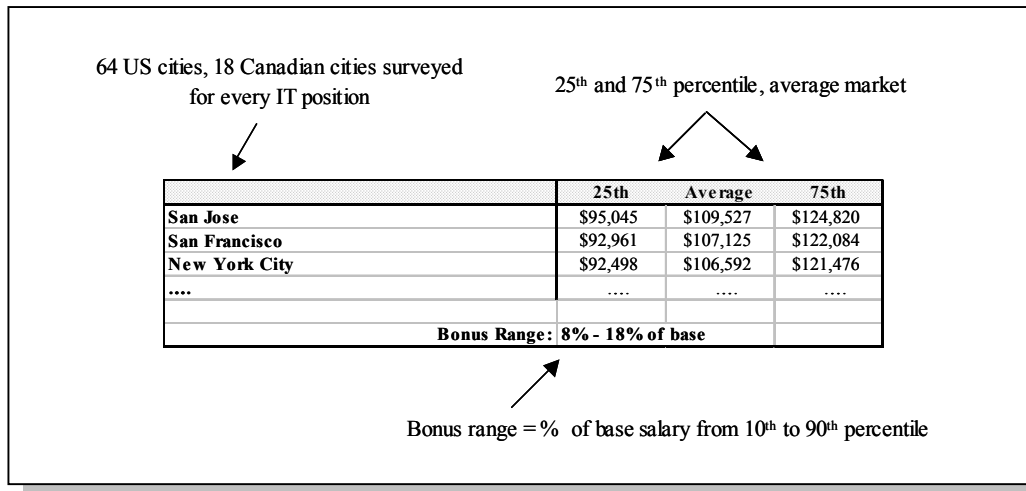 64 US cities, 18 Canadian cities surveyed
for every IT position
25th and 75th percentile, average market
25th Average 75th
San Jose $95,045 $109,527 $124,820
San Francisco $92,961 $107,125 $122,084
New York City $92,498 $106,592 $121,476
.... .... .... ....
Bonus Range: 8% - 18% of base
Bonus range = % of base salary from 10th to 90th percentile